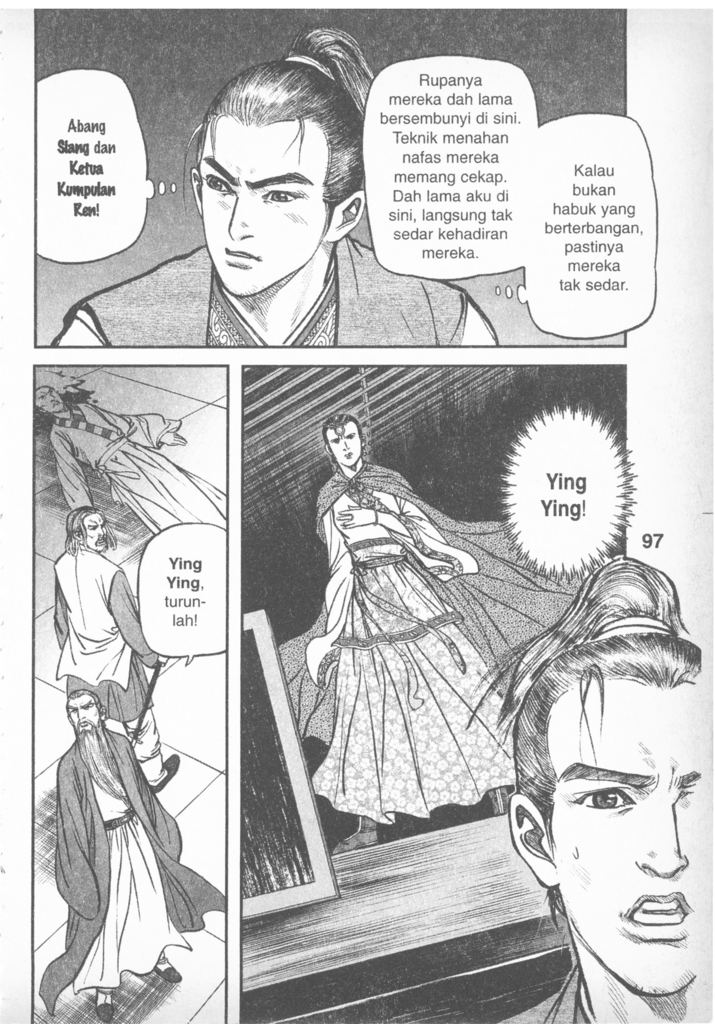 Abang
Siang dan
Ketua
Kumpulan
Ren!
Rupanya
mereka dah lama
bersembunyi di sini.
Teknik menahan
nafas mereka
memang cekap.
Dah lama aku di
sini, langsung tak
sedar kehadiran
mereka.
Kalau
bukan
habuk yang
berterbangan,
pastinya
mereka
tak sedar.
Ying
Ying,
turun-
lah!
Ying
Ying!
97